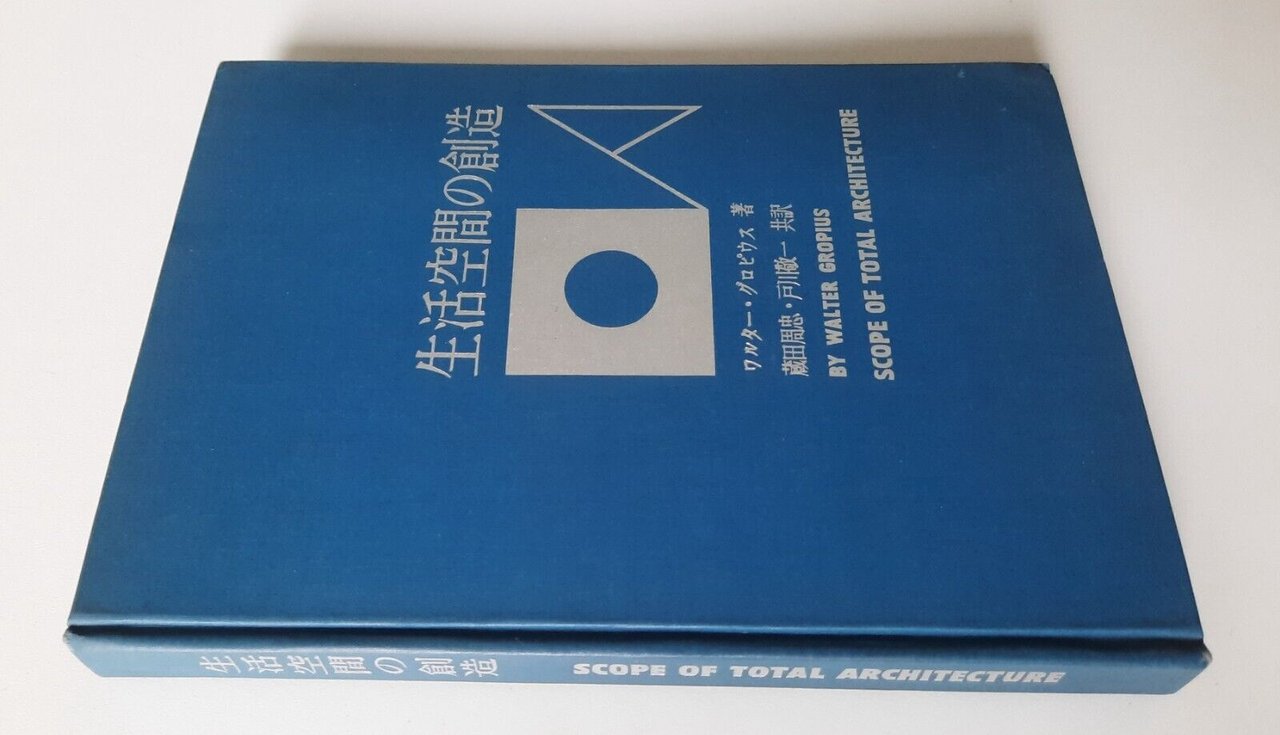 生活空間の創造
ワルター・グロピウス 著
蔵田周忠・戸川敬一 共訳
BY WALTER GROPIUS
SCOPE OF TOTAL ARCHITECTURE
生活空間の創造 SCOPE OF TOTAL ARCHITECTURE